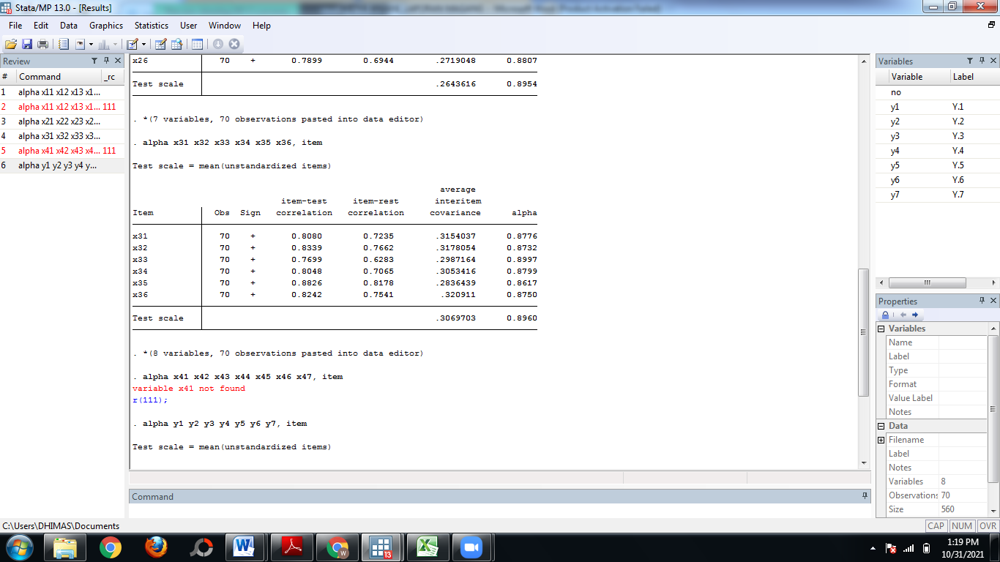 Stata/MP 13.0 - [Results]
File Edit Data Graphics Statistics User Window Help
Review
# Command _rc
1 alpha x11 x12 x13 x1...
2 alpha x11 x12 x13 x1... 111
3 alpha x21 x22 x23 x2...
4 alpha x31 x32 x33 x3...
5 alpha x41 x42 x43 x4... 111
6 alpha y1 y2 y3 y4 y...
x26 70 + 0.7899 0.6944 .2719048 0.8807
Test scale .2643616 0.8954
. *(7 variables, 70 observations pasted into data editor)
. alpha x31 x32 x33 x34 x35 x36, item
Test scale = mean(unstandardized items)
average
item-test item-rest interitem
Item Obs Sign correlation correlation covariance alpha
x31 70 + 0.8080 0.7235 .3154037 0.8776
x32 70 + 0.8339 0.7662 .3178054 0.8732
x33 70 + 0.7699 0.6283 .2987164 0.8997
x34 70 + 0.8048 0.7065 .3053416 0.8799
x35 70 + 0.8826 0.8178 .2836439 0.8617
x36 70 + 0.8242 0.7541 .320911 0.8750
Test scale .3069703 0.8960
. *(8 variables, 70 observations pasted into data editor)
. alpha x41 x42 x43 x44 x45 x46 x47, item
variable x41 not found
r(111);
. alpha y1 y2 y3 y4 y5 y6 y7, item
Test scale = mean(unstandardized items)
Command
Variables
Variable Label
no
y1 Y.1
y2 Y.2
y3 Y.3
y4 Y.4
y5 Y.5
y6 Y.6
y7 Y.7
Properties
Variables
Name
Label
Type
Format
Value Label
Notes
Data
Filename
Label
Notes
Variables 8
Observations 70
Size 560
C:\Users\DHIMAS\Documents
CAP NUM OVR
13
W
1:19 PM
10/31/2021